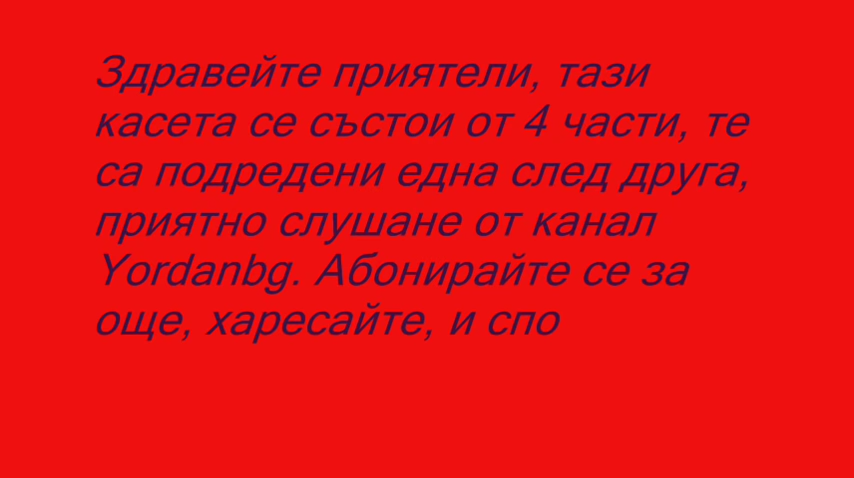 Здравейте приятели, тази
касета се състои от 4 части, те
са подредени една след друга,
приятно слушане от канал
Yordanbg. Абонирайте се за
още, харесайте, и спо